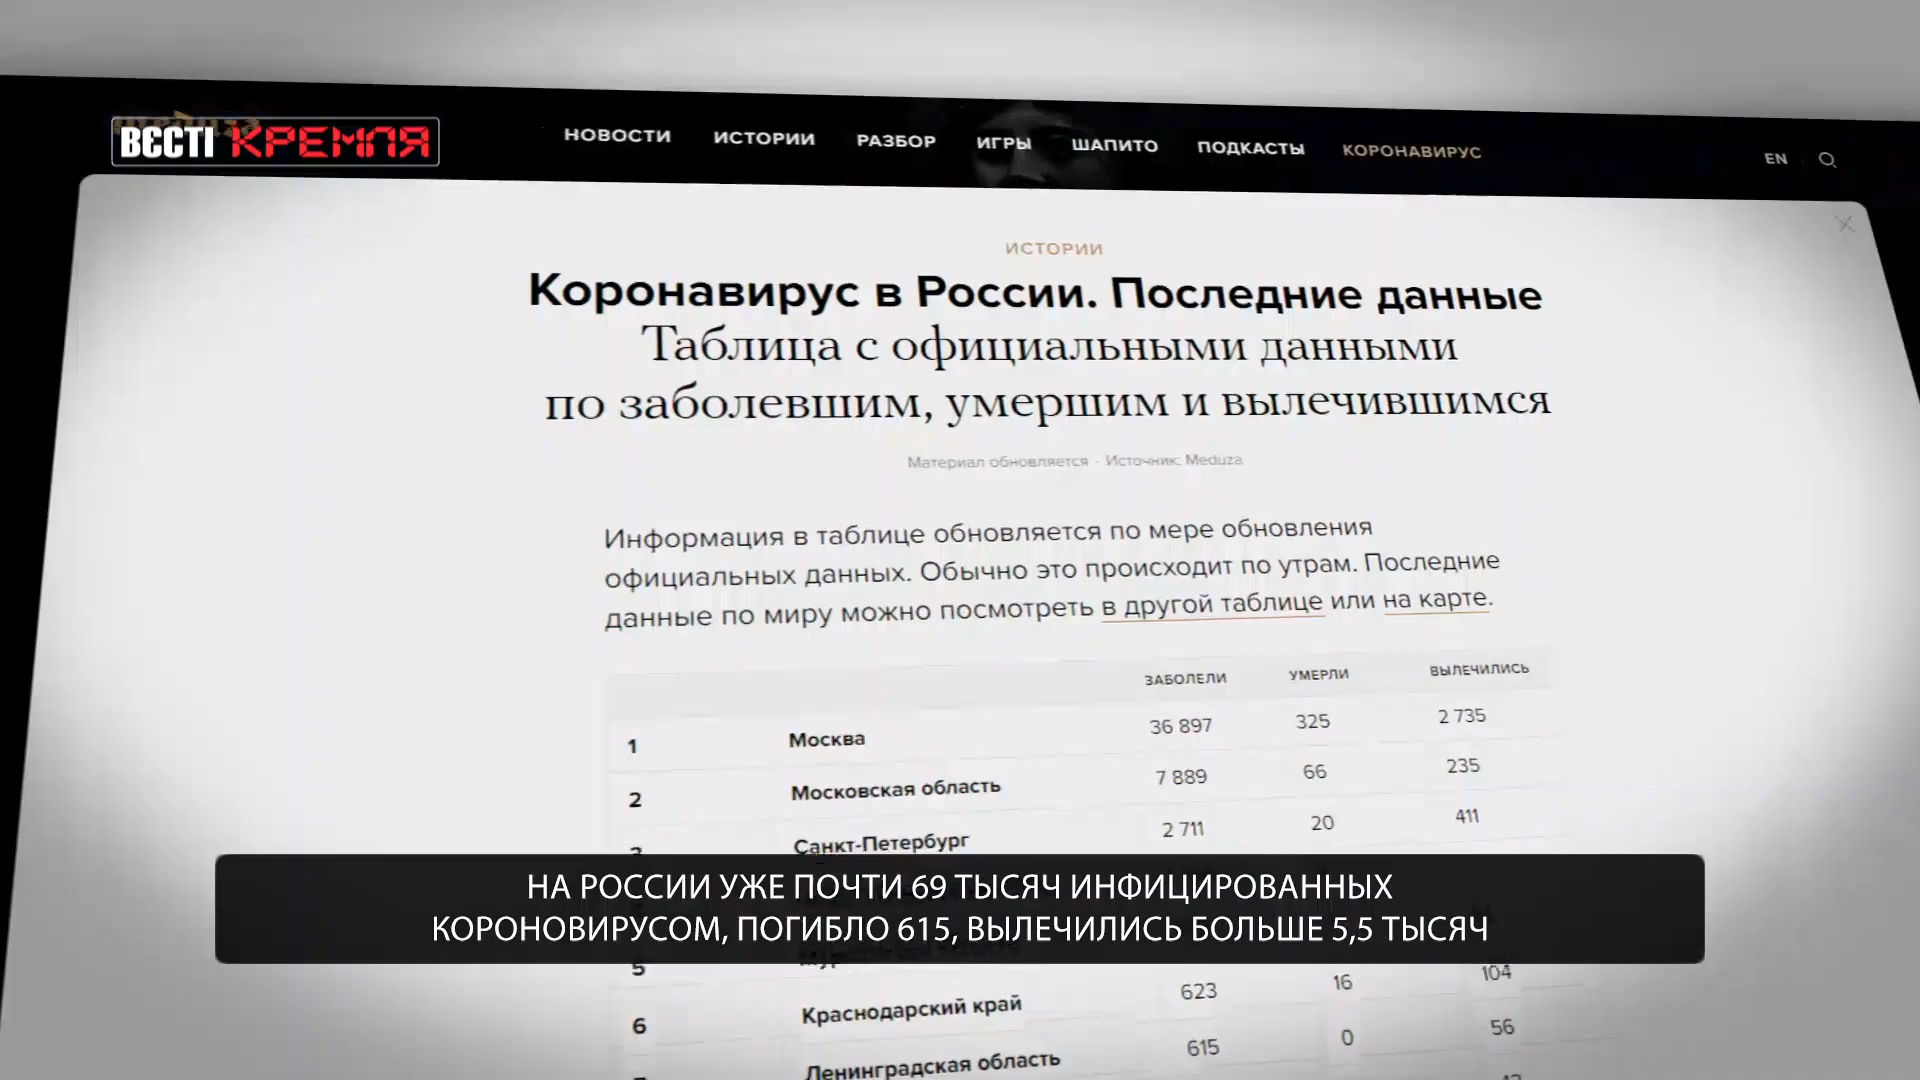 meduza
ВЄСТІ КРЕМЛЯ
НОВОСТИ ИСТОРИИ РАЗБОР ИГРЫ ШАПИТО ПОДКАСТЫ КОРОНАВИРУС EN
ИСТОРИИ
Коронавирус в России. Последние данные
Таблица с официальными данными
по заболевшим, умершим и вылечившимся
Материал обновляется · Источник: Meduza
Информация в таблице обновляется по мере обновления
официальных данных. Обычно это происходит по утрам. Последние
данные по миру можно посмотреть в другой таблице или на карте.
ЗАБОЛЕЛИ УМЕРЛИ ВЫЛЕЧИЛИСЬ
1 Москва 36 897 325 2 735
2 Московская область 7 889 66 235
3 Санкт-Петербург 2 711 20 411
НА РОССИИ УЖЕ ПОЧТИ 69 ТЫСЯЧ ИНФИЦИРОВАННЫХ
КОРОНОВИРУСОМ, ПОГИБЛО 615, ВЫЛЕЧИЛИСЬ БОЛЬШЕ 5,5 ТЫСЯЧ
5 104
6 Краснодарский край 623 16 56
Ленинградская область 615 0